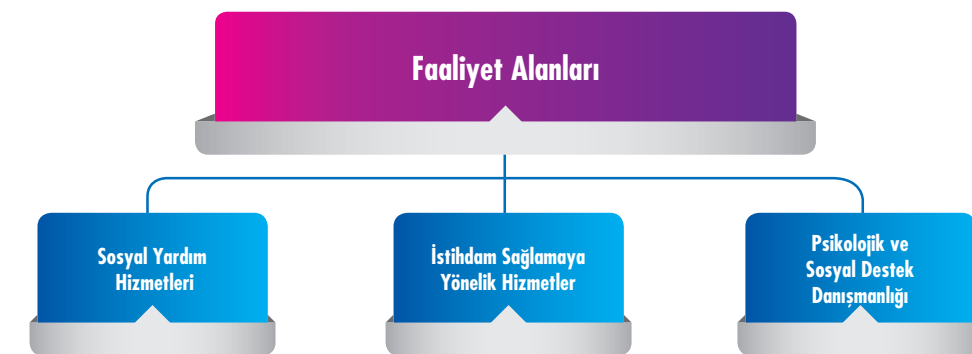 Faaliyet Alanları
Sosyal Yardım
Hizmetleri
İstihdam Sağlamaya
Yönelik Hizmetler
Psikolojik ve
Sosyal Destek
Danışmanlığı